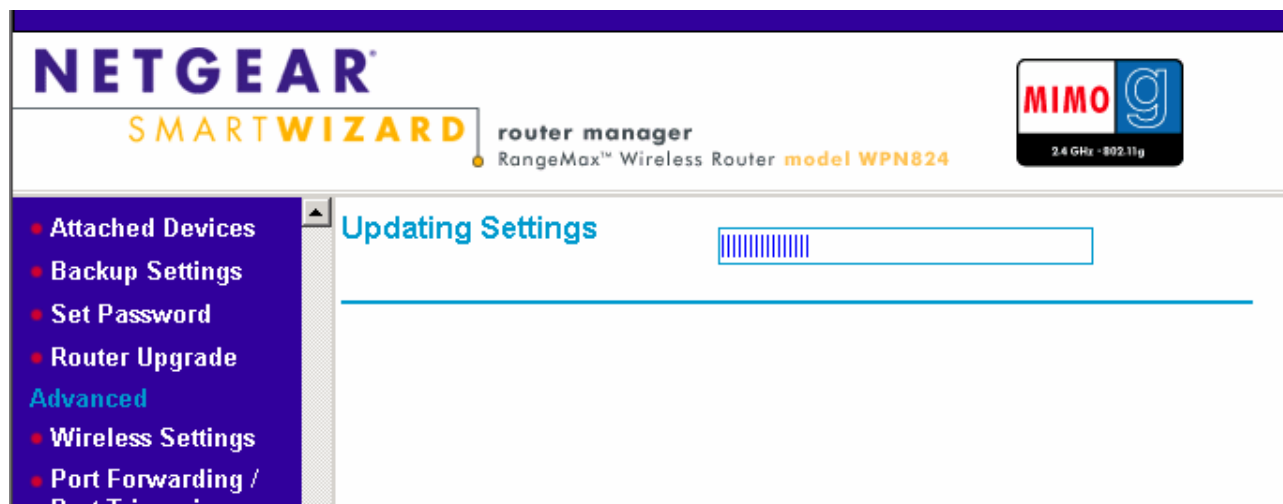 NETGEAR
SMARTWIZARD
router manager
RangeMax™ Wireless Router model WPN824
MIMO g
2.4 GHz - 802.11g
Attached Devices
Backup Settings
Set Password
Router Upgrade
Advanced
Wireless Settings
Port Forwarding /
Updating Settings